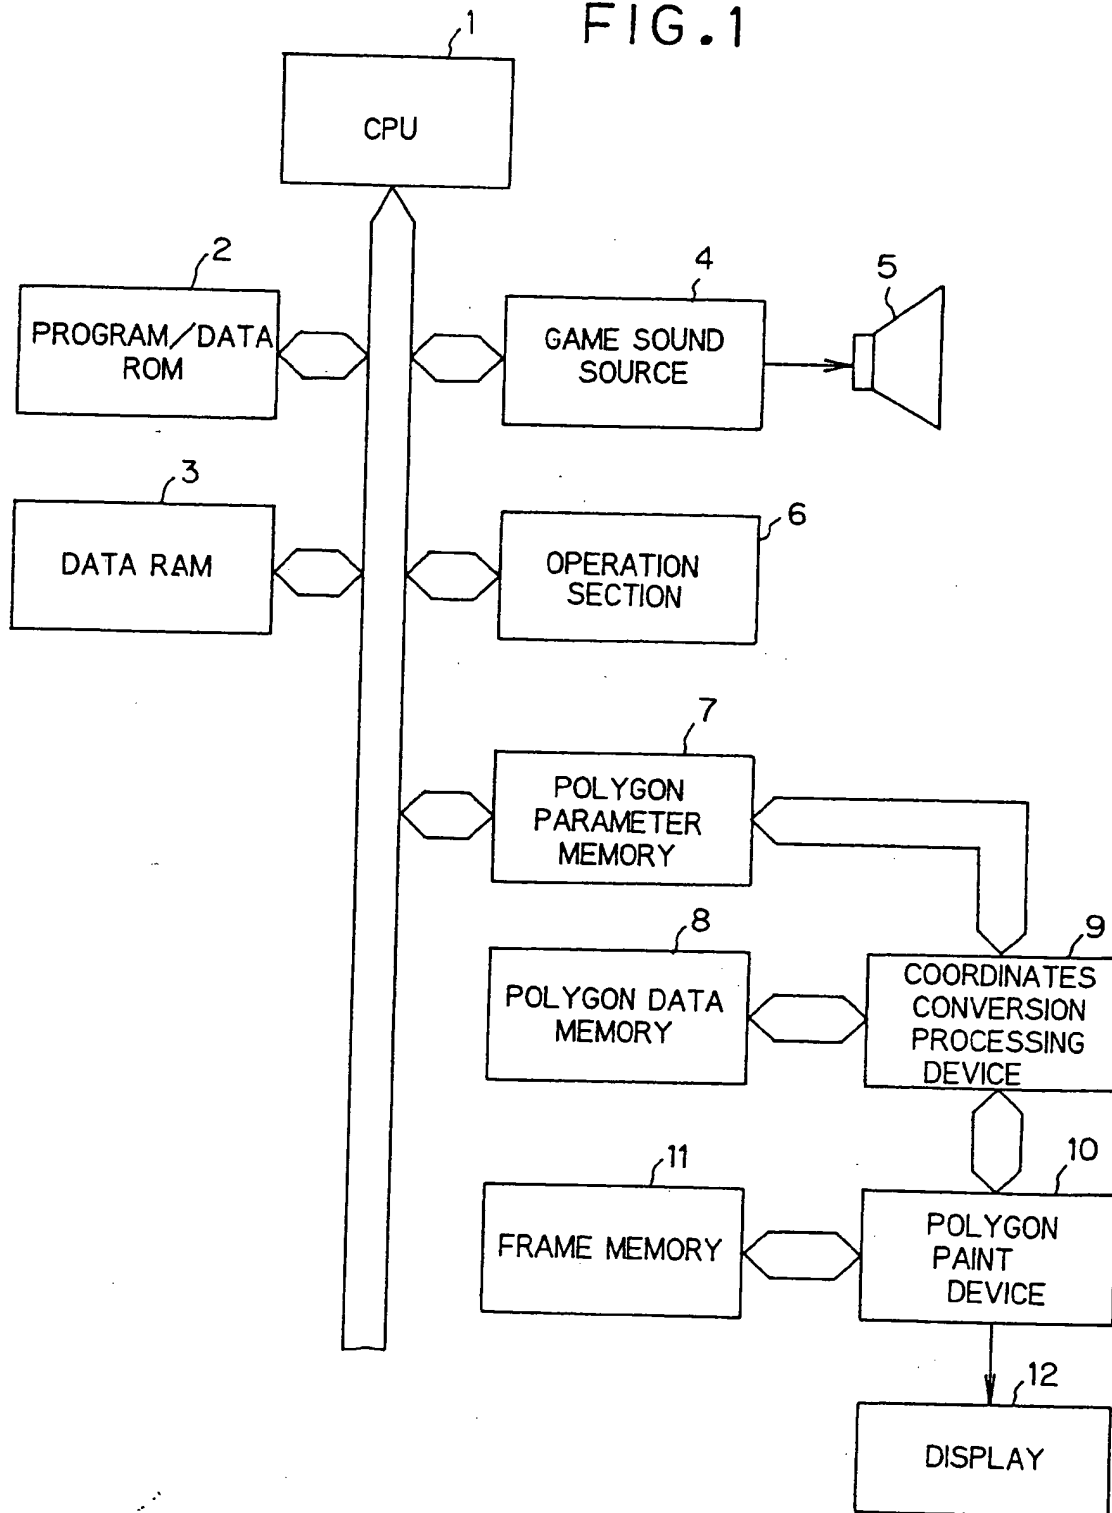 FIG.1
1
CPU
2
PROGRAM/DATA
ROM
4
GAME SOUND
SOURCE
5
3
DATA RAM
6
OPERATION
SECTION
7
POLYGON
PARAMETER
MEMORY
8
POLYGON DATA
MEMORY
9
COORDINATES
CONVERSION
PROCESSING
DEVICE
11
FRAME MEMORY
10
POLYGON
PAINT
DEVICE
12
DISPLAY